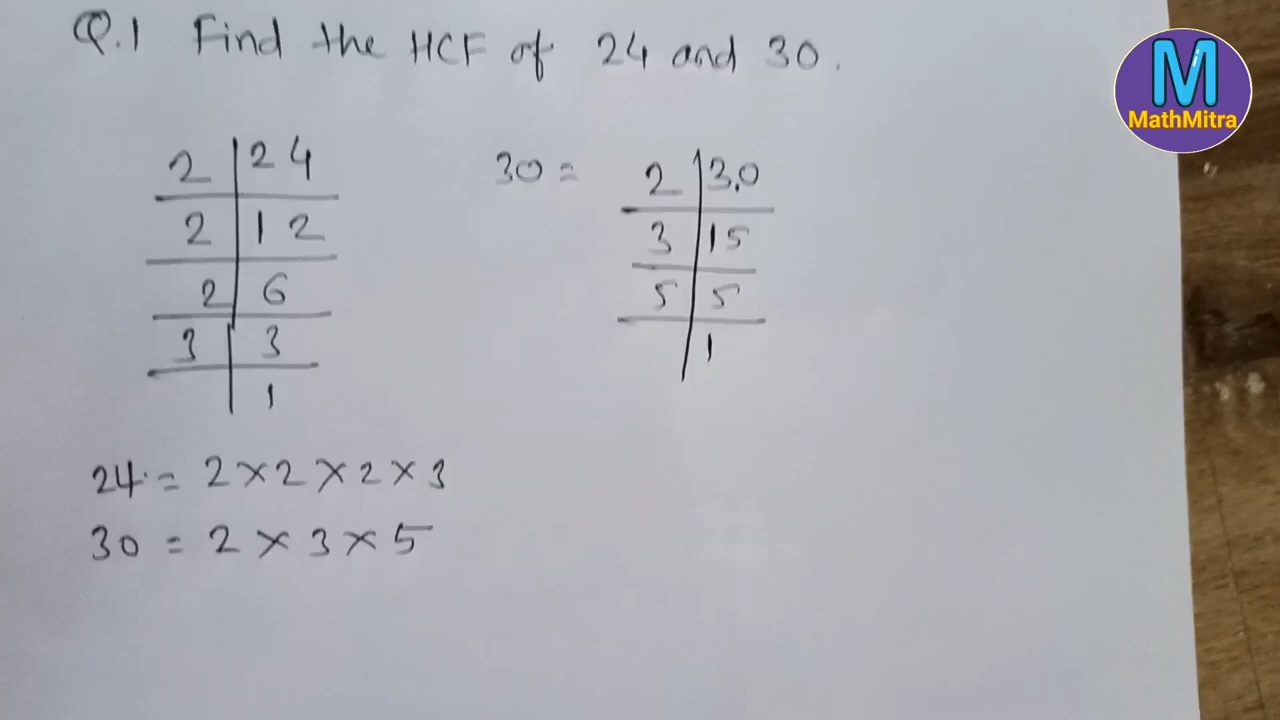 Q.1 Find the HCF of 24 and 30.
2 | 24
2 | 12
2 | 6
3 | 3
1
30 =
2 | 30
3 | 15
5 | 5
1
24 = 2 × 2 × 2 × 3
30 = 2 × 3 × 5
M
MathMitra